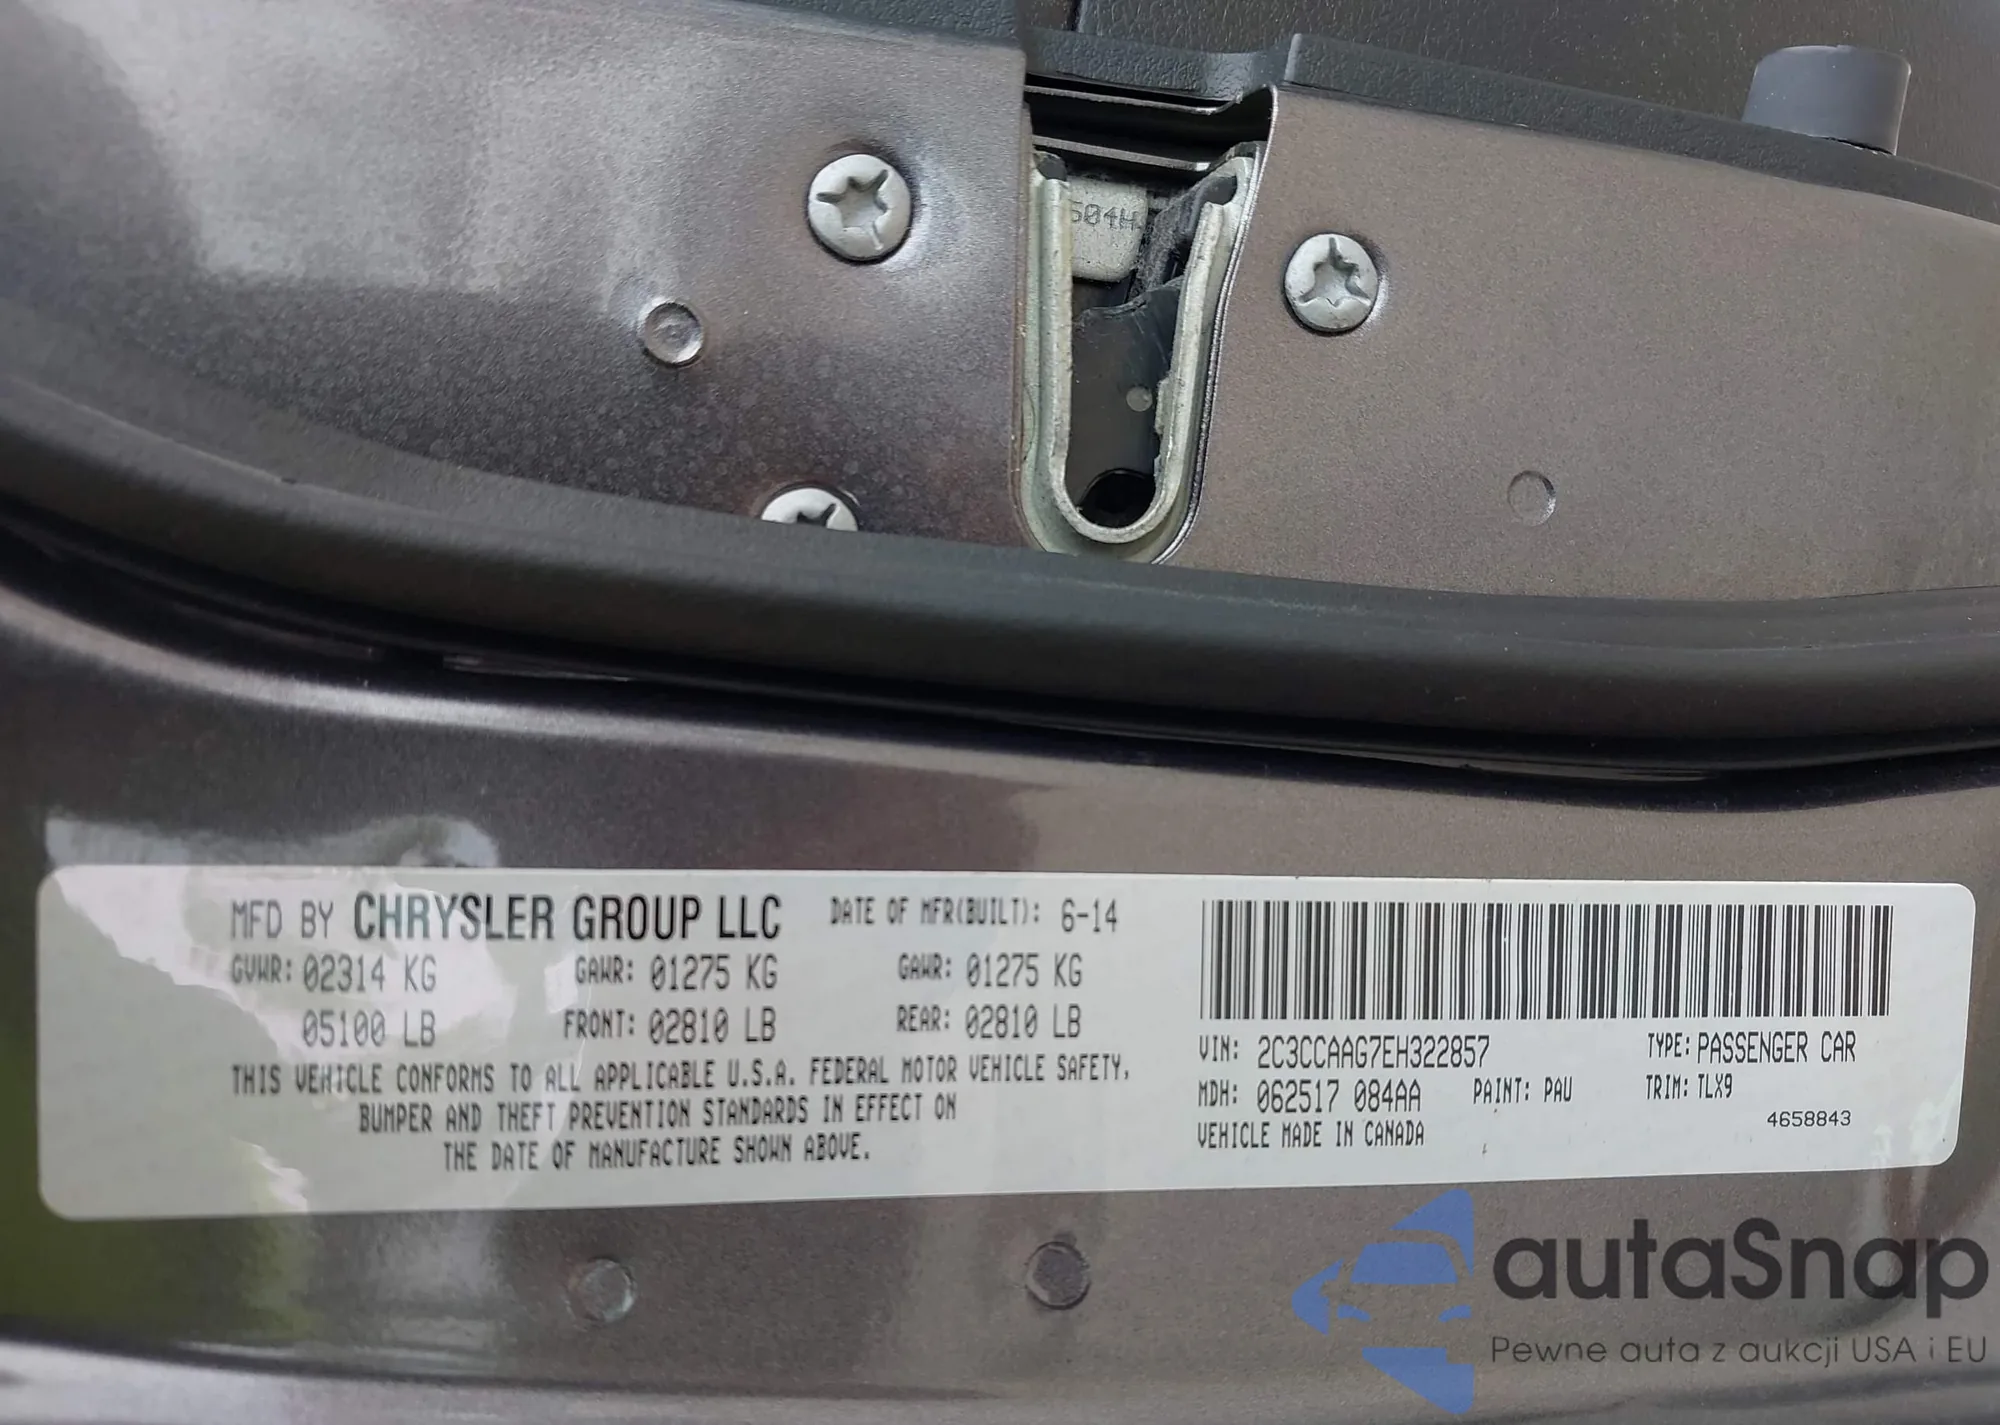 504H
MFD BY CHRYSLER GROUP LLC DATE OF MFR(BUILT): 6-14
GVWR: 02314 KG GAWR: 01275 KG GAWR: 01275 KG
05100 LB FRONT: 02810 LB REAR: 02810 LB
THIS VEHICLE CONFORMS TO ALL APPLICABLE U.S.A. FEDERAL MOTOR VEHICLE SAFETY,
BUMPER AND THEFT PREVENTION STANDARDS IN EFFECT ON
THE DATE OF MANUFACTURE SHOWN ABOVE.
VIN: 2C3CCAAG7EH322857 TYPE: PASSENGER CAR
MDH: 062517 084AA PAINT: PAU TRIM: TLX9
VEHICLE MADE IN CANADA 4658843
autaSnap
Pewne auta z aukcji USA i EU